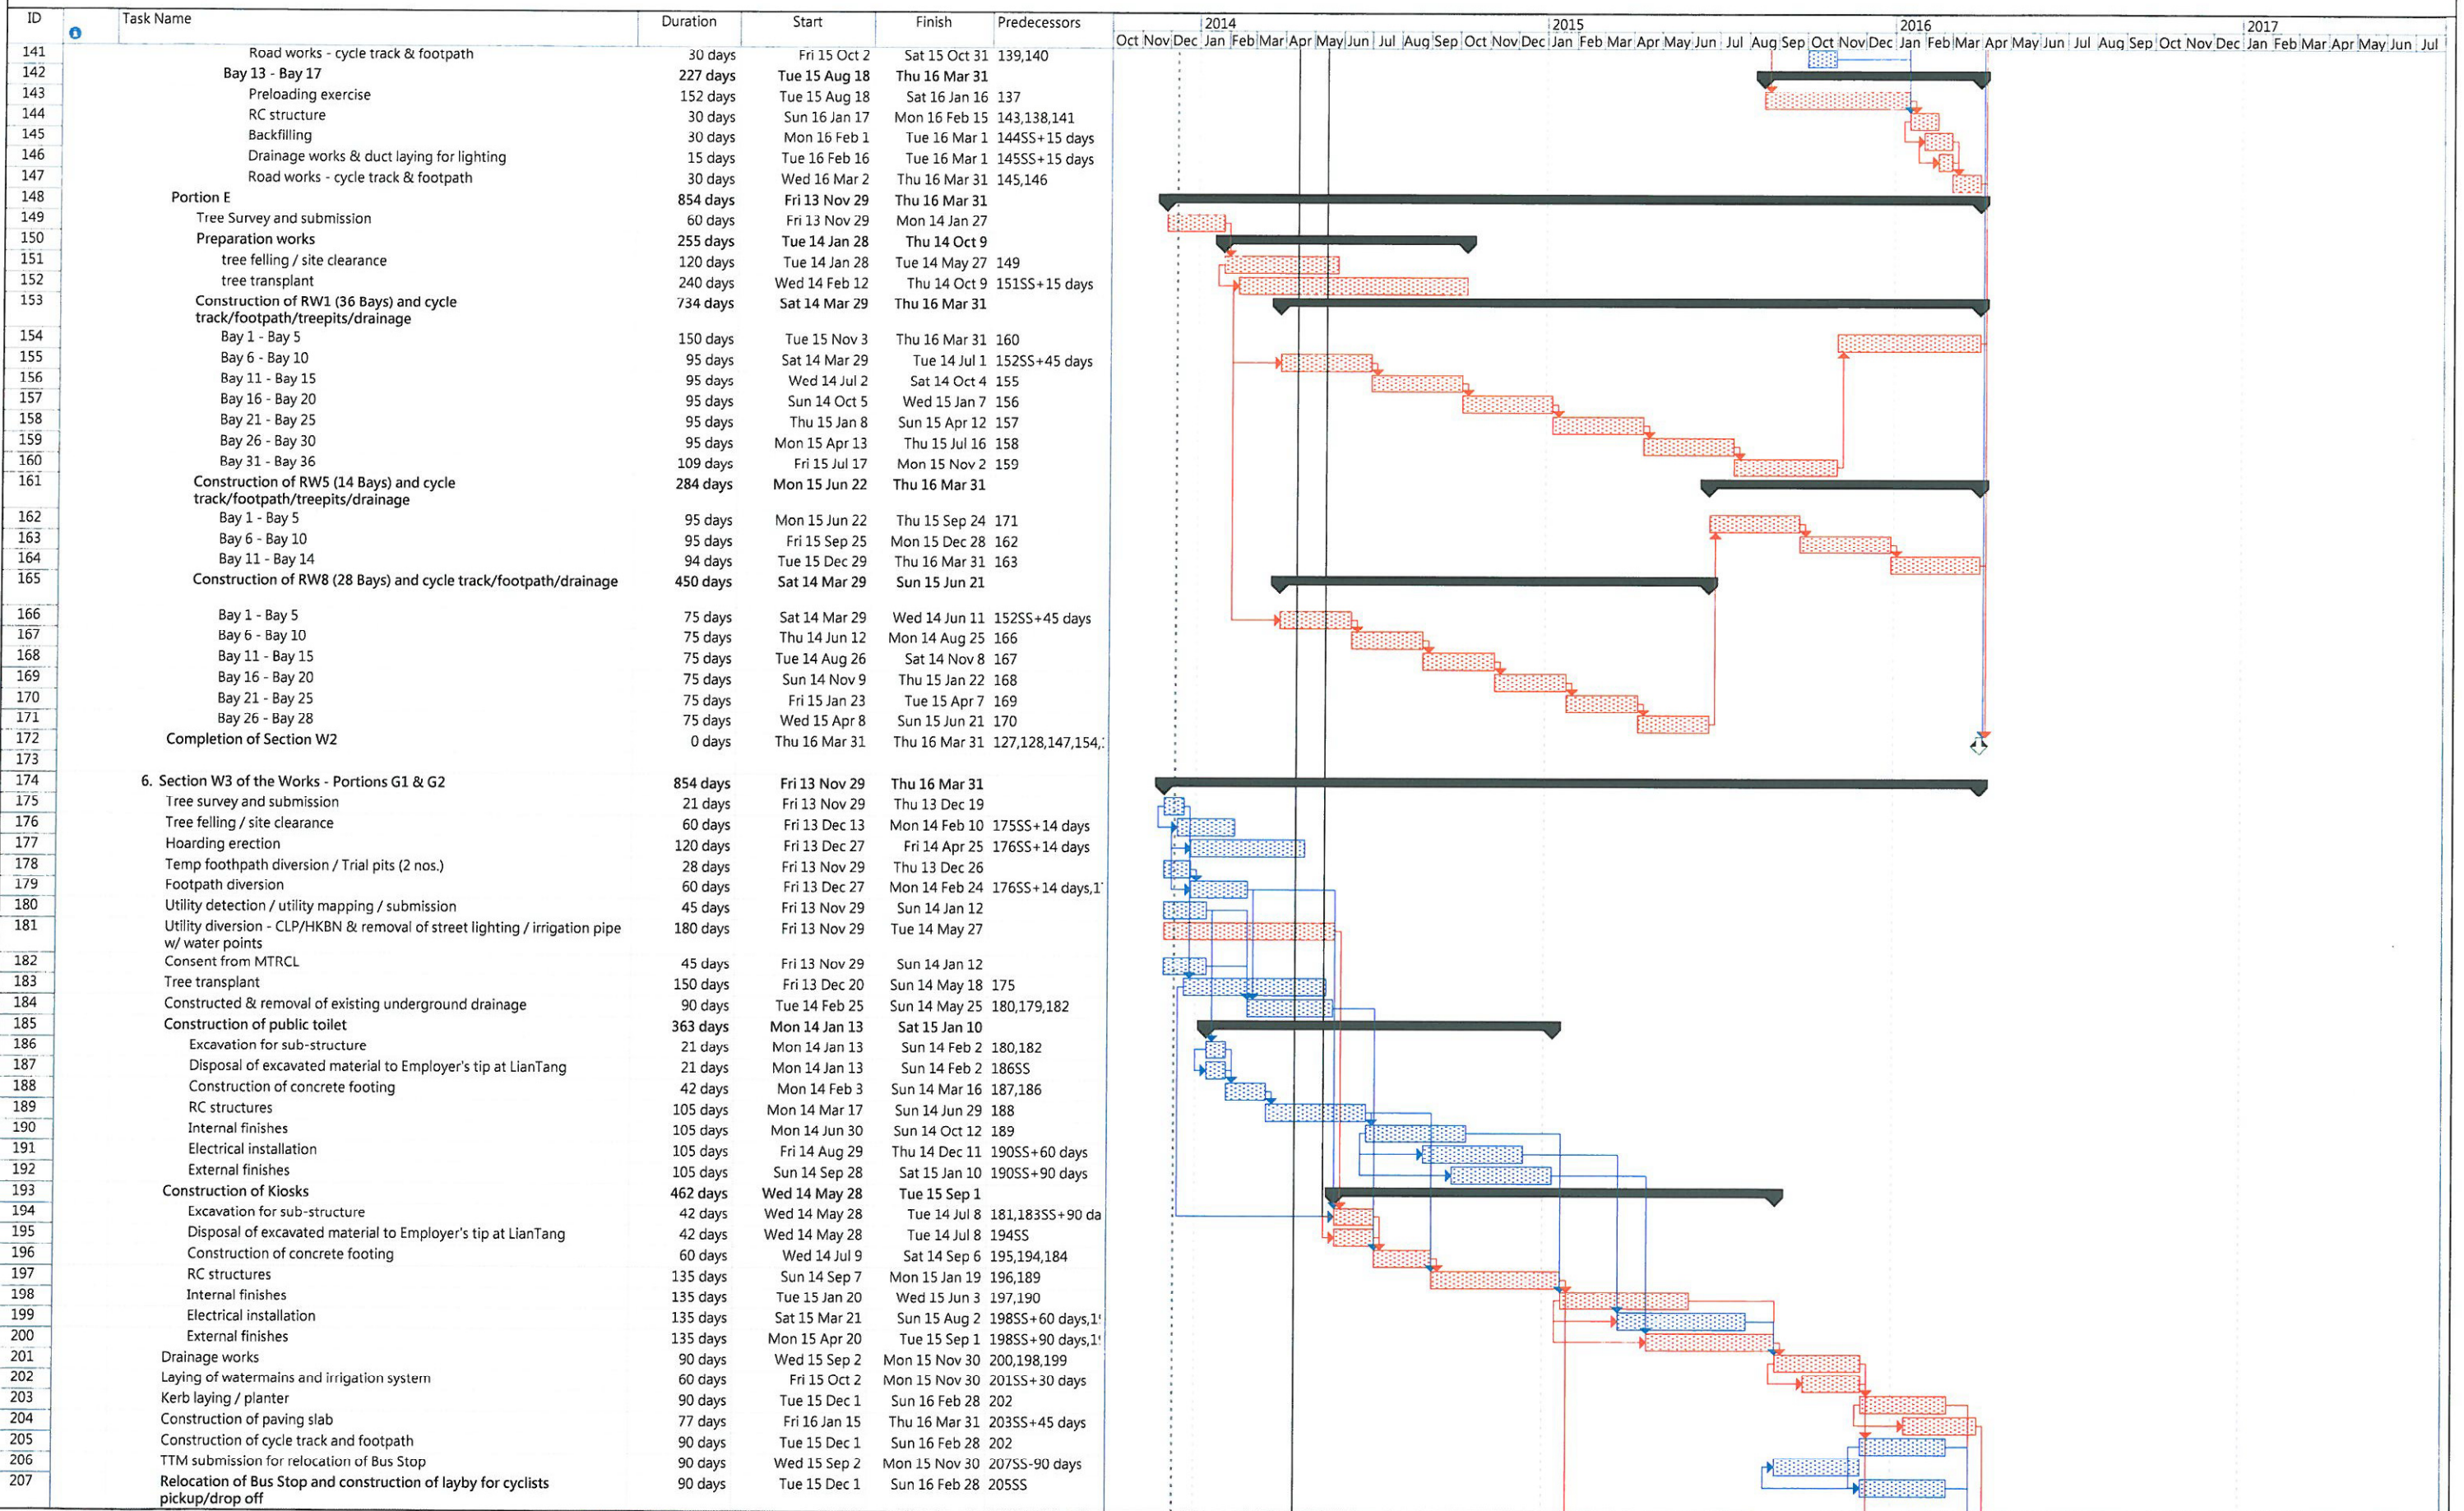 ID Task Name Duration Start Finish Predecessors 2014 2015 2016 2017
Oct Nov Dec Jan Feb Mar Apr May Jun Jul Aug Sep Oct Nov Dec Jan Feb Mar Apr May Jun Jul Aug Sep Oct Nov Dec Jan Feb Mar Apr May Jun Jul Aug Sep Oct Nov Dec Jan Feb Mar Apr May Jun Jul
141 Road works - cycle track & footpath 30 days Fri 15 Oct 2 Sat 15 Oct 31 139,140
142 Bay 13 - Bay 17 227 days Tue 15 Aug 18 Thu 16 Mar 31
143 Preloading exercise 152 days Tue 15 Aug 18 Sat 16 Jan 16 137
144 RC structure 30 days Sun 16 Jan 17 Mon 16 Feb 15 143,138,141
145 Backfilling 30 days Mon 16 Feb 1 Tue 16 Mar 1 144SS+15 days
146 Drainage works & duct laying for lighting 15 days Tue 16 Feb 16 Tue 16 Mar 1 145SS+15 days
147 Road works - cycle track & footpath 30 days Wed 16 Mar 2 Thu 16 Mar 31 145,146
148 Portion E 854 days Fri 13 Nov 29 Thu 16 Mar 31
149 Tree Survey and submission 60 days Fri 13 Nov 29 Mon 14 Jan 27
150 Preparation works 255 days Tue 14 Jan 28 Thu 14 Oct 9
151 tree felling / site clearance 120 days Tue 14 Jan 28 Tue 14 May 27 149
152 tree transplant 240 days Wed 14 Feb 12 Thu 14 Oct 9 151SS+15 days
153 Construction of RW1 (36 Bays) and cycle 734 days Sat 14 Mar 29 Thu 16 Mar 31
track/footpath/treepits/drainage
154 Bay 1 - Bay 5 150 days Tue 15 Nov 3 Thu 16 Mar 31 160
155 Bay 6 - Bay 10 95 days Sat 14 Mar 29 Tue 14 Jul 1 152SS+45 days
156 Bay 11 - Bay 15 95 days Wed 14 Jul 2 Sat 14 Oct 4 155
157 Bay 16 - Bay 20 95 days Sun 14 Oct 5 Wed 15 Jan 7 156
158 Bay 21 - Bay 25 95 days Thu 15 Jan 8 Sun 15 Apr 12 157
159 Bay 26 - Bay 30 95 days Mon 15 Apr 13 Thu 15 Jul 16 158
160 Bay 31 - Bay 36 109 days Fri 15 Jul 17 Mon 15 Nov 2 159
161 Construction of RW5 (14 Bays) and cycle 284 days Mon 15 Jun 22 Thu 16 Mar 31
track/footpath/treepits/drainage
162 Bay 1 - Bay 5 95 days Mon 15 Jun 22 Thu 15 Sep 24 171
163 Bay 6 - Bay 10 95 days Fri 15 Sep 25 Mon 15 Dec 28 162
164 Bay 11 - Bay 14 94 days Tue 15 Dec 29 Thu 16 Mar 31 163
165 Construction of RW8 (28 Bays) and cycle track/footpath/drainage 450 days Sat 14 Mar 29 Sun 15 Jun 21
166 Bay 1 - Bay 5 75 days Sat 14 Mar 29 Wed 14 Jun 11 152SS+45 days
167 Bay 6 - Bay 10 75 days Thu 14 Jun 12 Mon 14 Aug 25 166
168 Bay 11 - Bay 15 75 days Tue 14 Aug 26 Sat 14 Nov 8 167
169 Bay 16 - Bay 20 75 days Sun 14 Nov 9 Thu 15 Jan 22 168
170 Bay 21 - Bay 25 75 days Fri 15 Jan 23 Tue 15 Apr 7 169
171 Bay 26 - Bay 28 75 days Wed 15 Apr 8 Sun 15 Jun 21 170
172 Completion of Section W2 0 days Thu 16 Mar 31 Thu 16 Mar 31 127,128,147,154,
173
174 6. Section W3 of the Works - Portions G1 & G2 854 days Fri 13 Nov 29 Thu 16 Mar 31
175 Tree survey and submission 21 days Fri 13 Nov 29 Thu 13 Dec 19
176 Tree felling / site clearance 60 days Fri 13 Dec 13 Mon 14 Feb 10 175SS+14 days
177 Hoarding erection 120 days Fri 13 Dec 27 Fri 14 Apr 25 176SS+14 days
178 Temp foothpath diversion / Trial pits (2 nos.) 28 days Fri 13 Nov 29 Thu 13 Dec 26
179 Footpath diversion 60 days Fri 13 Dec 27 Mon 14 Feb 24 176SS+14 days,1
180 Utility detection / utility mapping / submission 45 days Fri 13 Nov 29 Sun 14 Jan 12
181 Utility diversion - CLP/HKBN & removal of street lighting / irrigation pipe 180 days Fri 13 Nov 29 Tue 14 May 27
w/ water points
182 Consent from MTRCL 45 days Fri 13 Nov 29 Sun 14 Jan 12
183 Tree transplant 150 days Fri 13 Dec 20 Sun 14 May 18 175
184 Constructed & removal of existing underground drainage 90 days Tue 14 Feb 25 Sun 14 May 25 180,179,182
185 Construction of public toilet 363 days Mon 14 Jan 13 Sat 15 Jan 10
186 Excavation for sub-structure 21 days Mon 14 Jan 13 Sun 14 Feb 2 180,182
187 Disposal of excavated material to Employer's tip at LianTang 21 days Mon 14 Jan 13 Sun 14 Feb 2 186SS
188 Construction of concrete footing 42 days Mon 14 Feb 3 Sun 14 Mar 16 187,186
189 RC structures 105 days Mon 14 Mar 17 Sun 14 Jun 29 188
190 Internal finishes 105 days Mon 14 Jun 30 Sun 14 Oct 12 189
191 Electrical installation 105 days Fri 14 Aug 29 Thu 14 Dec 11 190SS+60 days
192 External finishes 105 days Sun 14 Sep 28 Sat 15 Jan 10 190SS+90 days
193 Construction of Kiosks 462 days Wed 14 May 28 Tue 15 Sep 1
194 Excavation for sub-structure 42 days Wed 14 May 28 Tue 14 Jul 8 181,183SS+90 da
195 Disposal of excavated material to Employer's tip at LianTang 42 days Wed 14 May 28 Tue 14 Jul 8 194SS
196 Construction of concrete footing 60 days Wed 14 Jul 9 Sat 14 Sep 6 195,194,184
197 RC structures 135 days Sun 14 Sep 7 Mon 15 Jan 19 196,189
198 Internal finishes 135 days Tue 15 Jan 20 Wed 15 Jun 3 197,190
199 Electrical installation 135 days Sat 15 Mar 21 Sun 15 Aug 2 198SS+60 days,1
200 External finishes 135 days Mon 15 Apr 20 Tue 15 Sep 1 198SS+90 days,1
201 Drainage works 90 days Wed 15 Sep 2 Mon 15 Nov 30 200,198,199
202 Laying of watermains and irrigation system 60 days Fri 15 Oct 2 Mon 15 Nov 30 201SS+30 days
203 Kerb laying / planter 90 days Tue 15 Dec 1 Sun 16 Feb 28 202
204 Construction of paving slab 77 days Fri 16 Jan 15 Thu 16 Mar 31 203SS+45 days
205 Construction of cycle track and footpath 90 days Tue 15 Dec 1 Sun 16 Feb 28 202
206 TTM submission for relocation of Bus Stop 90 days Wed 15 Sep 2 Mon 15 Nov 30 207SS-90 days
207 Relocation of Bus Stop and construction of layby for cyclists 90 days Tue 15 Dec 1 Sun 16 Feb 28 205SS
pickup/drop off